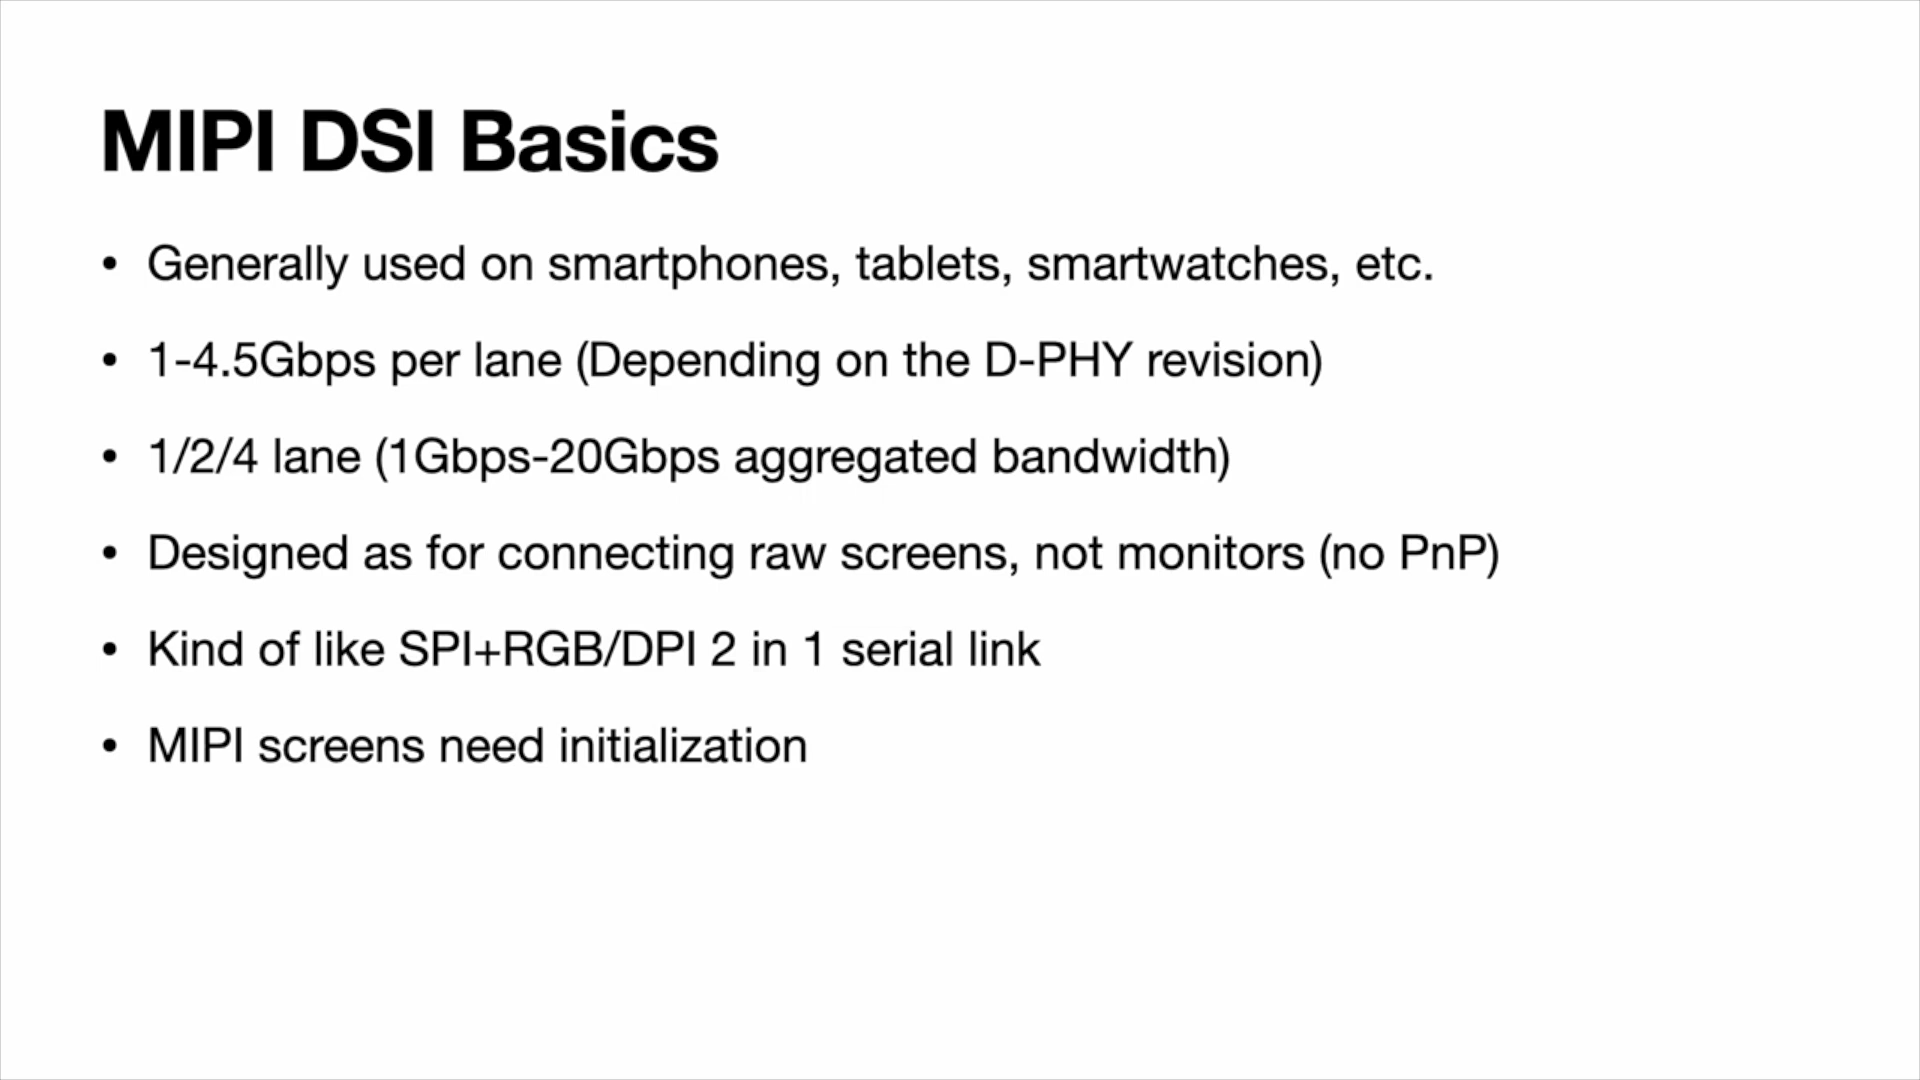 MIPI DSI Basics
• Generally used on smartphones, tablets, smartwatches, etc.
• 1-4.5Gbps per lane (Depending on the D-PHY revision)
• 1/2/4 lane (1Gbps-20Gbps aggregated bandwidth)
• Designed as for connecting raw screens, not monitors (no PnP)
• Kind of like SPI+RGB/DPI 2 in 1 serial link
• MIPI screens need initialization